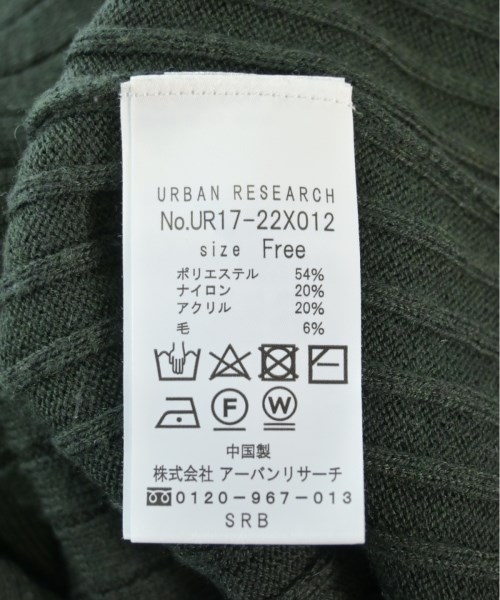 URBAN RESEARCH
No.UR17-22X012
size Free
ポリエステル 54%
ナイロン 20%
アクリル 20%
毛 6%
F W
中国製
株式会社 アーバンリサーチ
0120-967-013
SRB